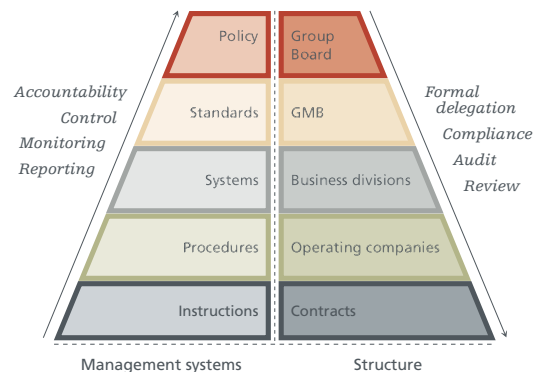 Policy
Group
Board
Accountability
Control
Monitoring
Reporting
Formal
delegation
Compliance
Audit
Review
Standards
GMB
Systems
Business divisions
Procedures
Operating companies
Instructions
Contracts
Management systems
Structure